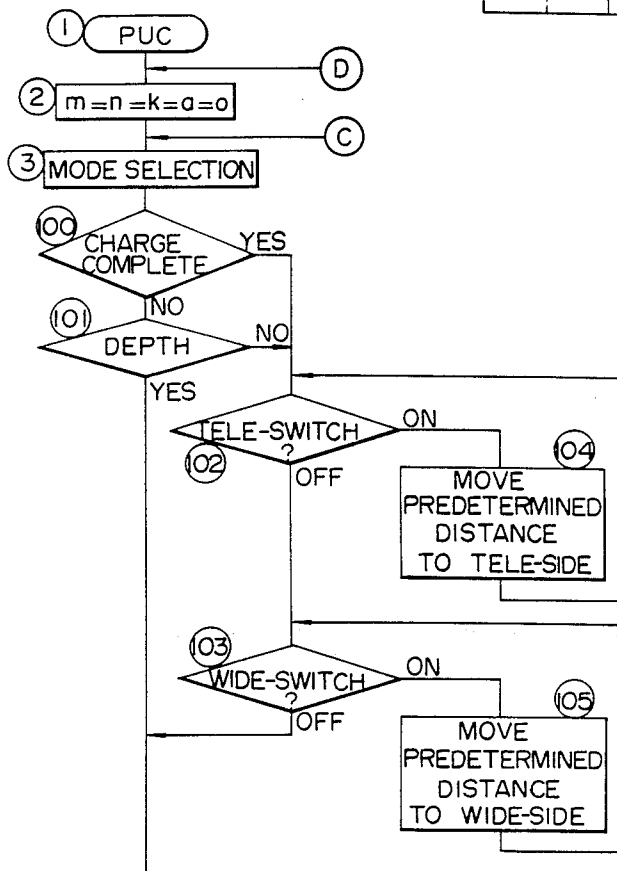 1 PUC
D
2 m=n=k=a=o
C
3 MODE SELECTION
100
CHARGE
COMPLETE
YES
NO
101
DEPTH
NO
YES
TELE-SWITCH
?
102
ON
OFF
104
MOVE
PREDETERMINED
DISTANCE
TO TELE-SIDE
103
WIDE-SWITCH
?
ON
OFF
105
MOVE
PREDETERMINED
DISTANCE
TO WIDE-SIDE